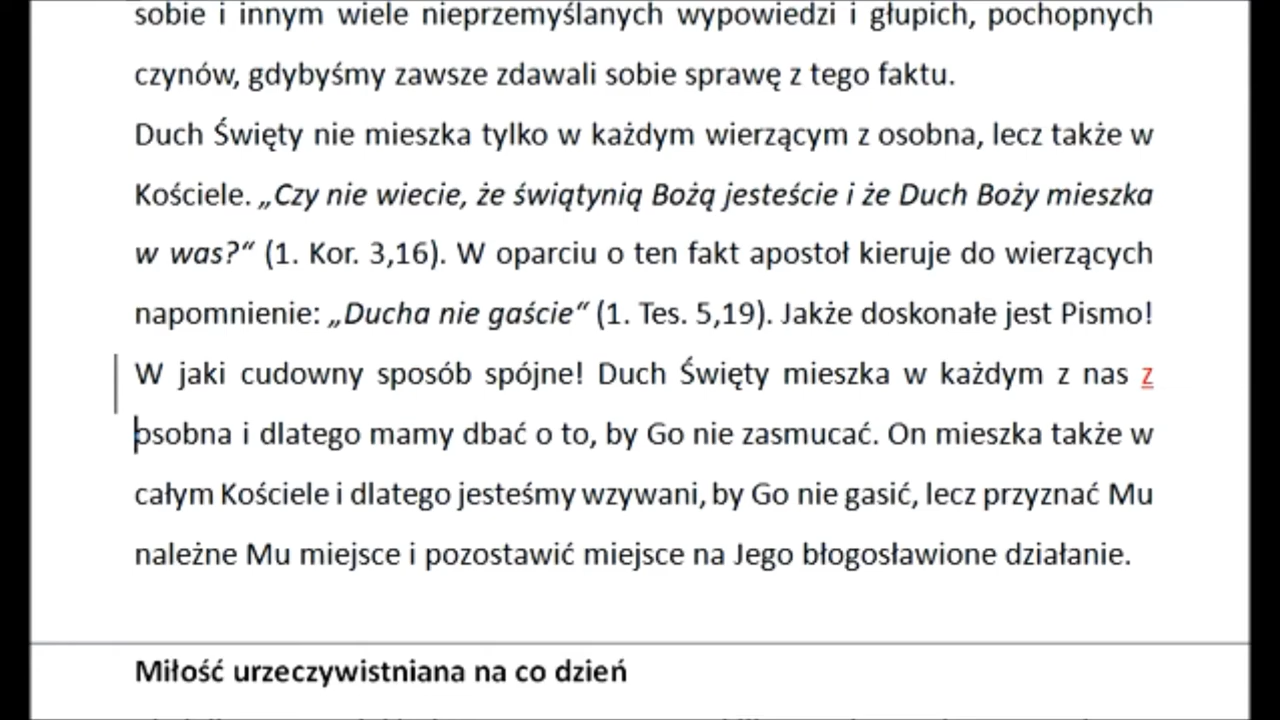 sobie i innym wiele nieprzemyślanych wypowiedzi i głupich, pochopnych
czynów, gdybyśmy zawsze zdawali sobie sprawę z tego faktu.
Duch Święty nie mieszka tylko w każdym wierzącym z osobna, lecz także w
Kościele. „Czy nie wiecie, że świątynią Bożą jesteście i że Duch Boży mieszka
w was?“ (1. Kor. 3,16). W oparciu o ten fakt apostoł kieruje do wierzących
napomnienie: „Ducha nie gaście“ (1. Tes. 5,19). Jakże doskonałe jest Pismo!
W jaki cudowny sposób spójne! Duch Święty mieszka w każdym z nas z
osobna i dlatego mamy dbać o to, by Go nie zasmucać. On mieszka także w
całym Kościele i dlatego jesteśmy wzywani, by Go nie gasić, lecz przyznać Mu
należne Mu miejsce i pozostawić miejsce na Jego błogosławione działanie.
Miłość urzeczywistniana na co dzień